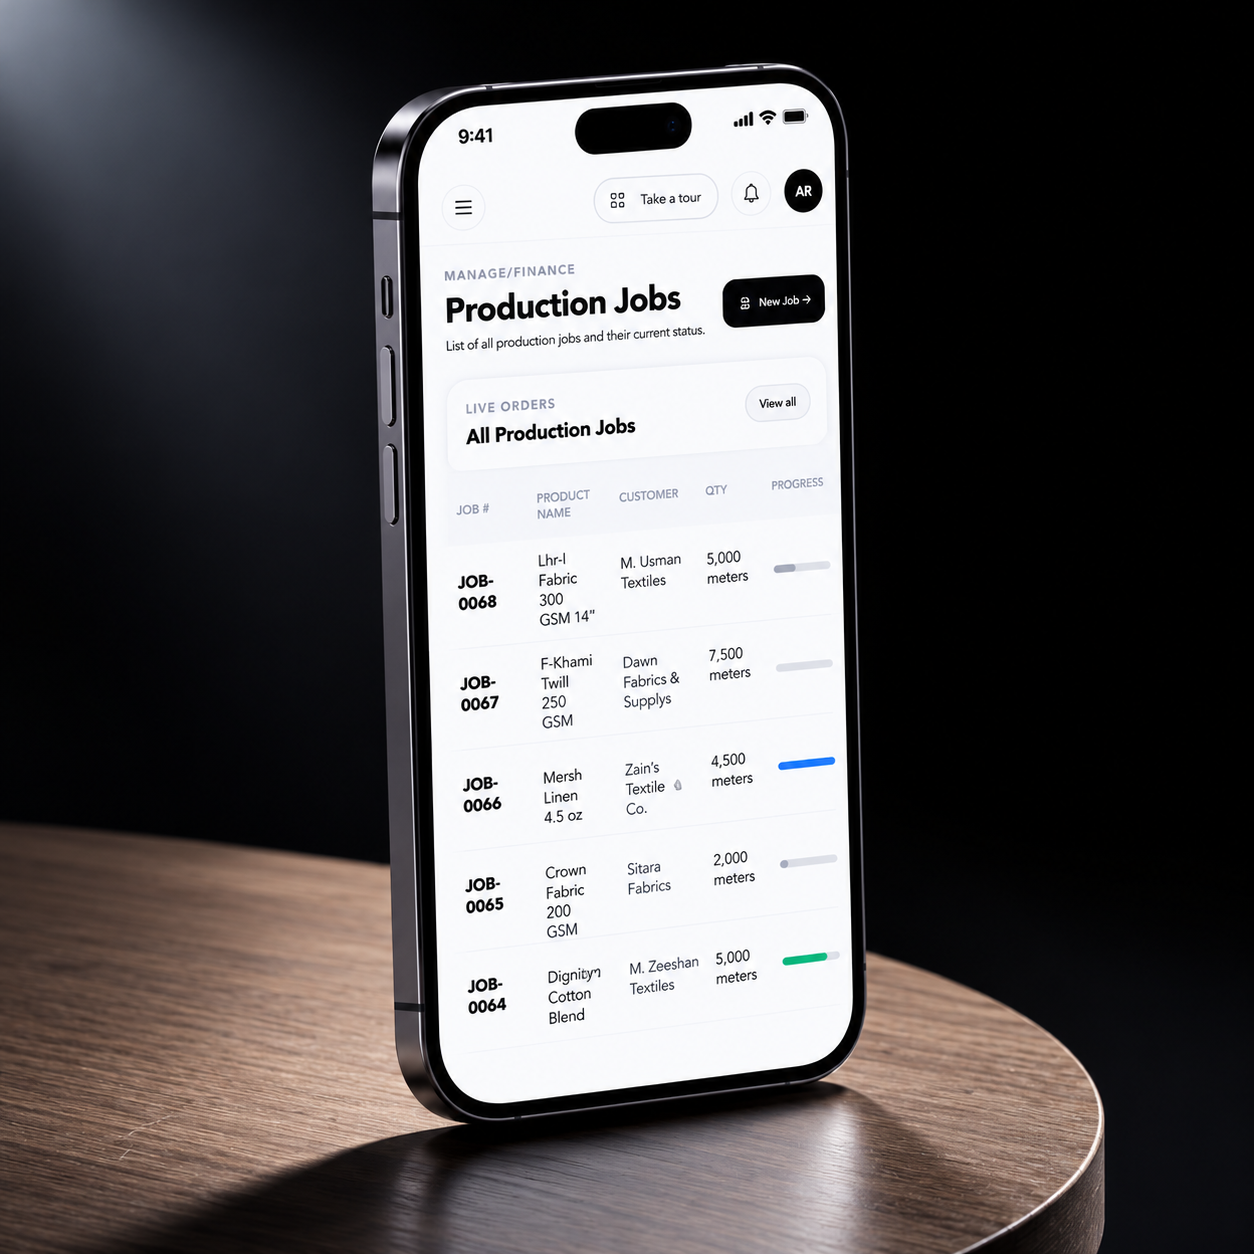 9:41
Take a tour
AR
MANAGE/FINANCE
Production Jobs
New Job →
List of all production jobs and their current status.
LIVE ORDERS
All Production Jobs
View all
JOB #
PRODUCT
NAME
CUSTOMER
QTY
PROGRESS
JOB-
0068
Lhr-l
Fabric
300
GSM 14"
M. Usman
Textiles
5,000
meters
JOB-
0067
F-Khami
Twill
250
GSM
Dawn
Fabrics &
Supplys
7,500
meters
JOB-
0066
Mersh
Linen
4.5 oz
Zain's
Textile
Co.
4,500
meters
JOB-
0065
Crown
Fabric
200
GSM
Sitara
Fabrics
2,000
meters
JOB-
0064
Dignityn
Cotton
Blend
M. Zeeshan
Textiles
5,000
meters